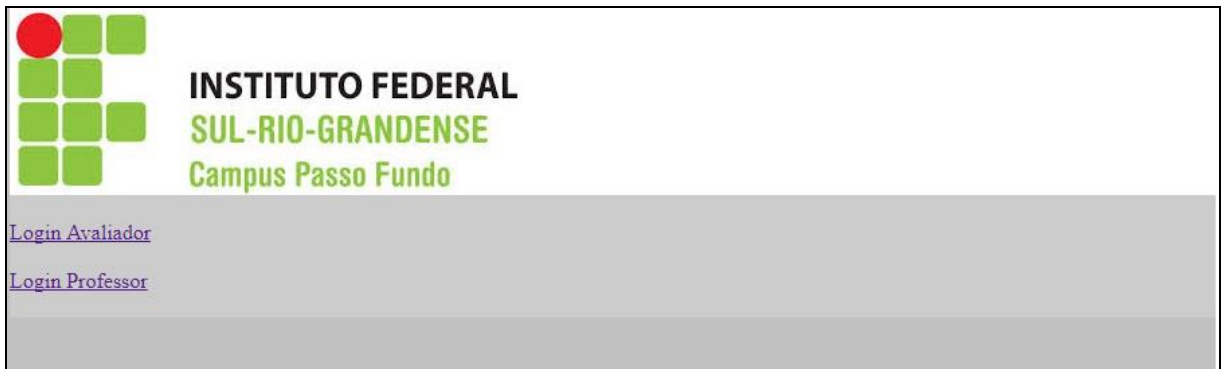 INSTITUTO FEDERAL
SUL-RIO-GRANDENSE
Campus Passo Fundo
Login Avaliador
Login Professor